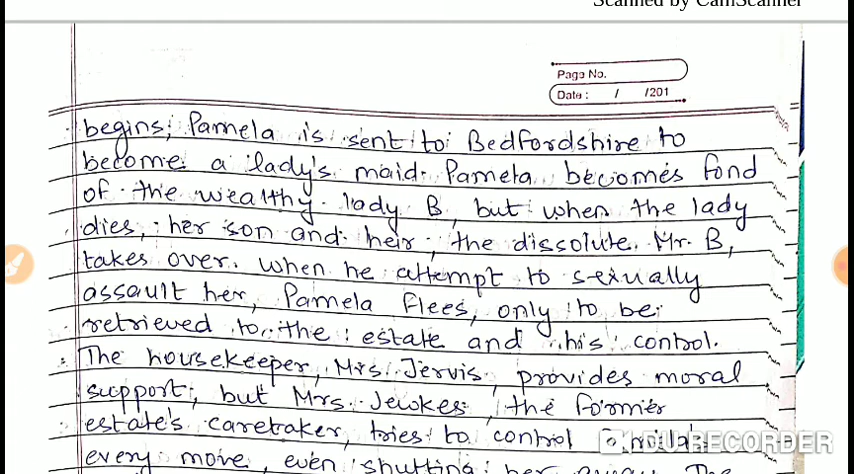 Scanned by CamScanner
Page No.
Date : / /201
begins; Pamela is sent to Bedfordshire to
become a lady's maid. Pamela becomes fond
of the wealthy lady B, but when the lady
dies, her son and heir, the dissolute Mr. B,
takes over. When he attempt to sexually
assault her, Pamela flees, only to be
retrieved to the estate and his control.
The housekeeper, Mrs Jervis, provides moral
support, but Mrs. Jewkes, the former
estate's caretaker, tries to control
every move, even shutting her away. The
DU RECORDER